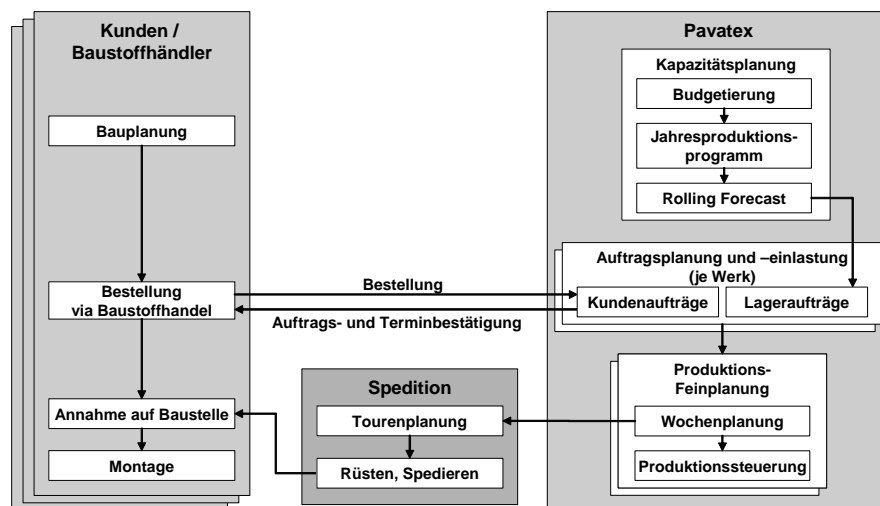 Kunden /
Baustoffhändler
Bauplanung
Bestellung
via Baustoffhandel
Annahme auf Baustelle
Montage
Bestellung
Auftrags- und Terminbestätigung
Spedition
Tourenplanung
Rüsten, Spedieren
Pavatex
Kapazitätsplanung
Budgetierung
Jahresproduktions-
programm
Rolling Forecast
Auftragsplanung und –einlastung
(je Werk)
Kundenaufträge
Lageraufträge
Produktions-
Feinplanung
Wochenplanung
Produktionssteuerung